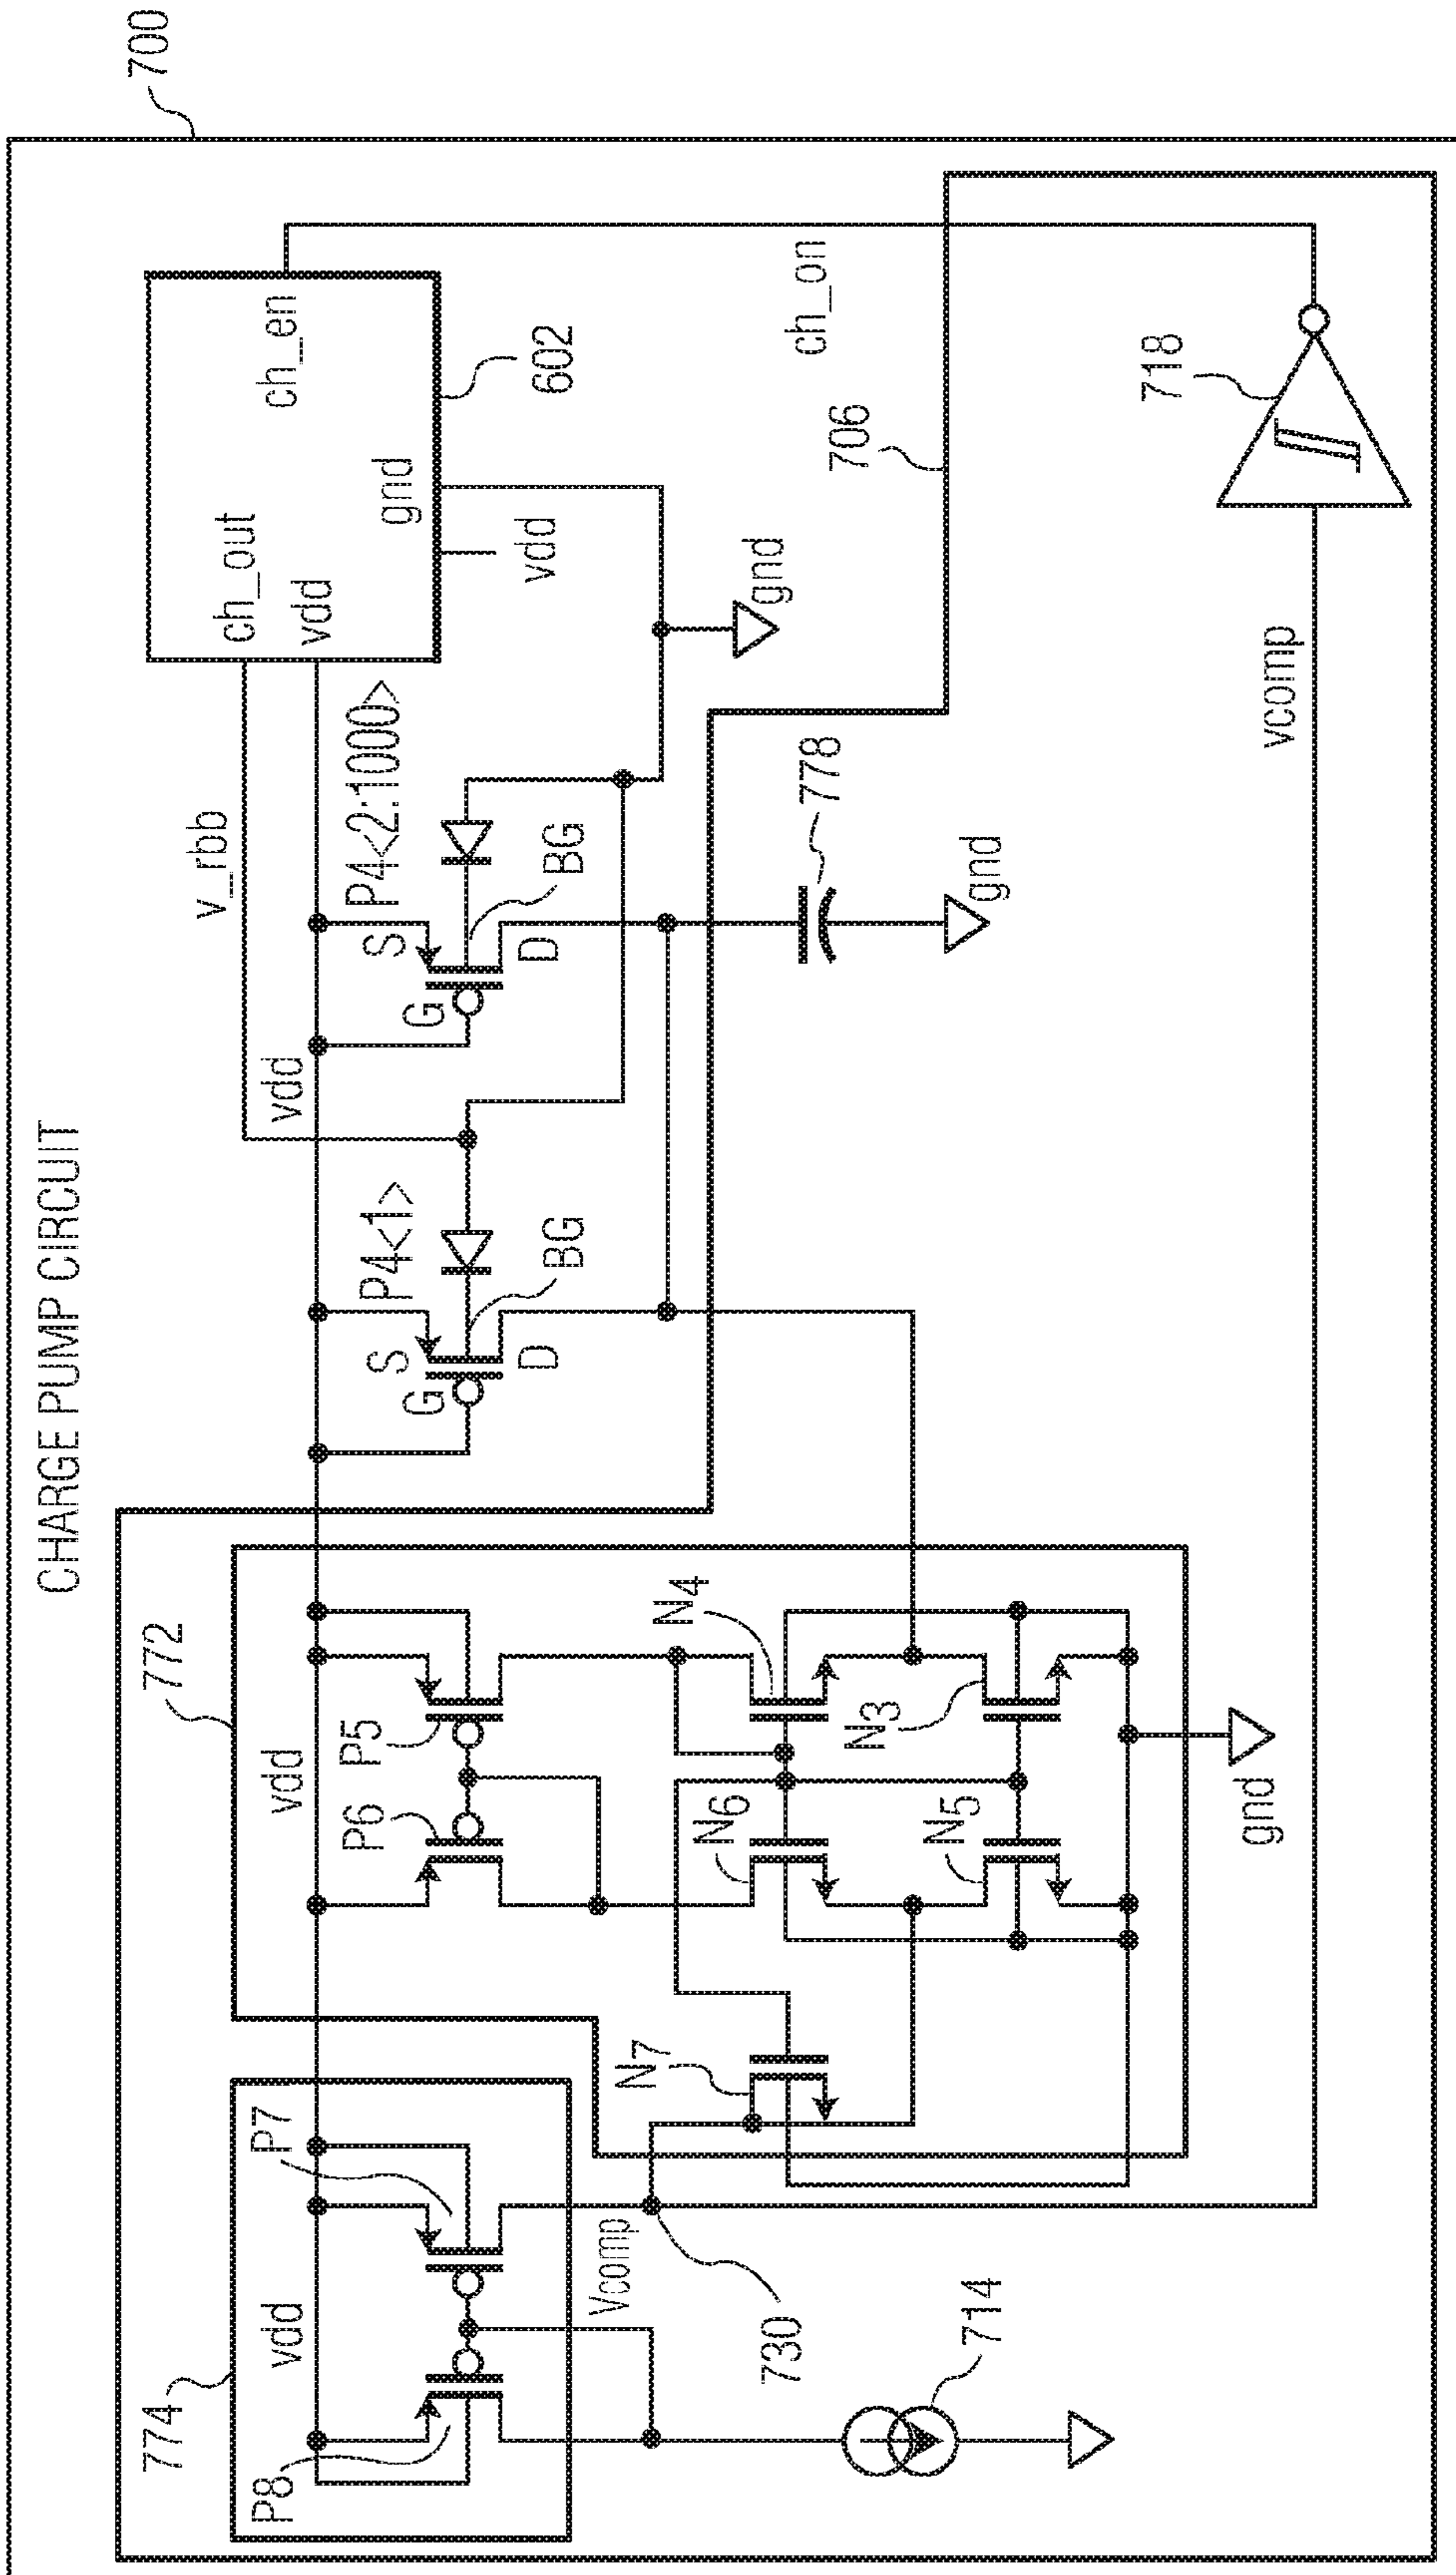 CHARGE PUMP CIRCUIT
700
774
P8
vdd
P7
772
vdd
P6
P5
vdd
v_rbb
ch_out
vdd
gnd
ch_en
602
vdd
G
S
D
P4<1>
BG
G
S
D
P4<2:1000>
BG
gnd
ch_on
706
778
gnd
Vcomp
730
714
N7
N6
N4
N5
N3
gnd
vcomp
718